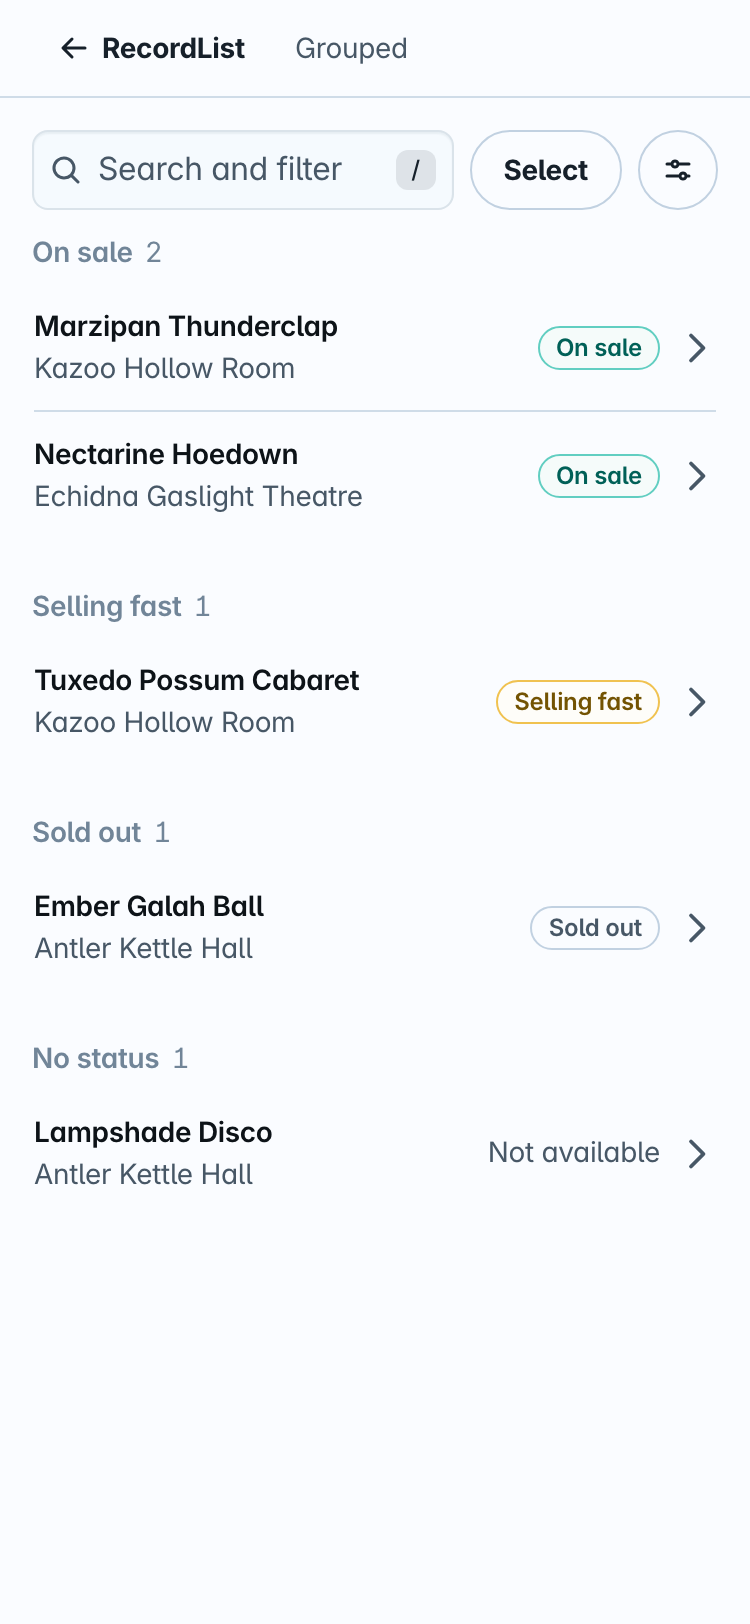 RecordList Grouped
Search and filter / Select
On sale 2
Marzipan Thunderclap
Kazoo Hollow Room
On sale
Nectarine Hoedown
Echidna Gaslight Theatre
On sale
Selling fast 1
Tuxedo Possum Cabaret
Kazoo Hollow Room
Selling fast
Sold out 1
Ember Galah Ball
Antler Kettle Hall
Sold out
No status 1
Lampshade Disco
Antler Kettle Hall
Not available